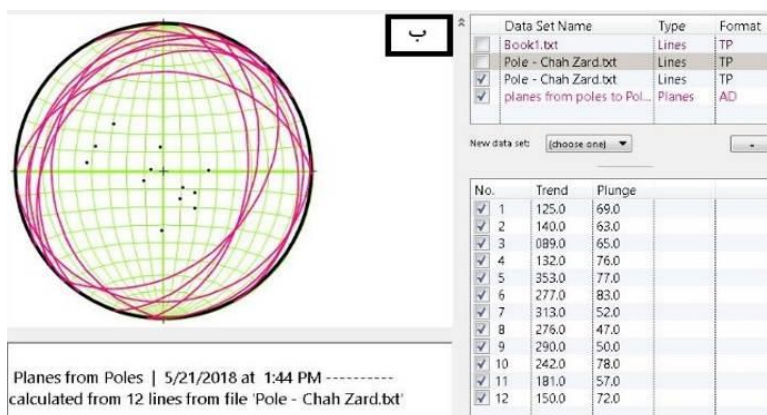 ب
Data Set Name Type Format
Book1.txt Lines TP
Pole - Chah Zard.txt Lines TP
Pole - Chah Zard.txt Lines TP
planes from poles to Pol... Planes AD
New data set: (choose one) -
No. Trend Plunge
1 125.0 69.0
2 140.0 63.0
3 089.0 65.0
4 132.0 76.0
5 353.0 77.0
6 277.0 83.0
7 313.0 52.0
8 276.0 47.0
9 290.0 50.0
10 242.0 78.0
11 181.0 57.0
12 150.0 72.0
Planes from Poles | 5/21/2018 at 1:44 PM ----------
calculated from 12 lines from file 'Pole - Chah Zard.txt'